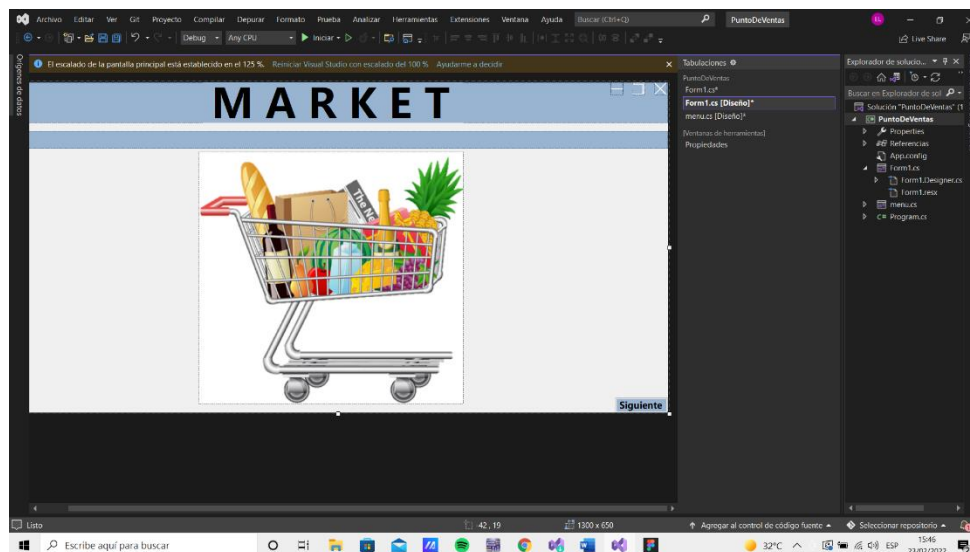 Archivo Editar Ver Git Proyecto Compilar Depurar Formato Prueba Analizar Herramientas Extensiones Ventana Ayuda Buscar (Ctrl+Q) PuntoDeVentas
Debug Any CPU Iniciar Live Share
Orígenes de datos
El escalado de la pantalla principal está establecido en el 125 %. Reiniciar Visual Studio con escalado del 100 % Ayudarme a decidir
MARKET
The Ne
Siguiente
Tabulaciones
PuntoDeVentas
Form1.cs*
Form1.cs [Diseño]*
menu.cs [Diseño]*
[Ventanas de herramientas]
Propiedades
Explorador de solucio...
Buscar en Explorador de sol
Solución "PuntoDeVentas" (1
PuntoDeVentas
Properties
Referencias
App.config
Form1.cs
Form1.Designer.cs
Form1.resx
menu.cs
C# Program.cs
Listo -42 , 19 1300 x 650 Agregar al control de código fuente Seleccionar repositorio
Escribe aquí para buscar 32°C ESP 15:46
23/02/2022